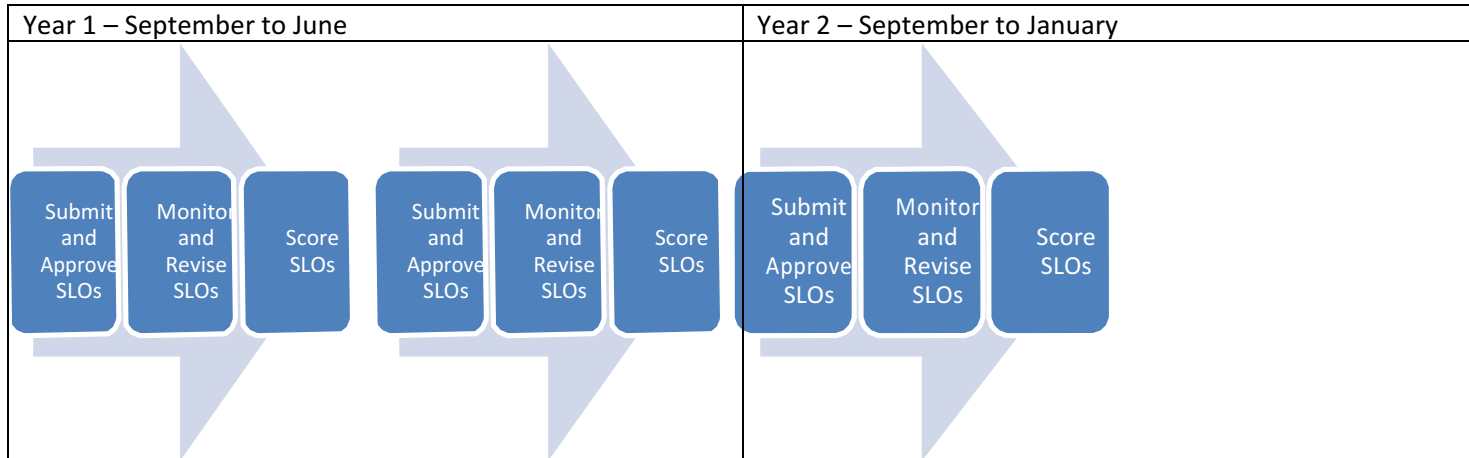 Year 1 – September to June
Year 2 – September to January
Submit
and
Approve
SLOs
Monitor
and
Revise
SLOs
Score
SLOs
Submit
and
Approve
SLOs
Monitor
and
Revise
SLOs
Score
SLOs
Submit
and
Approve
SLOs
Monitor
and
Revise
SLOs
Score
SLOs